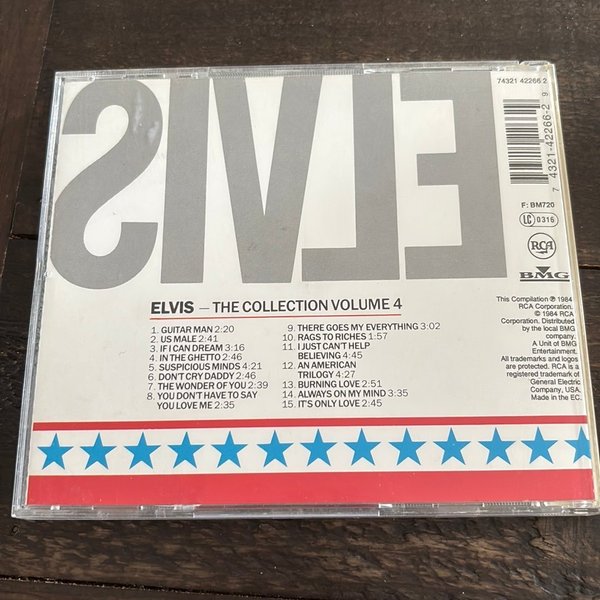 74321 42266 2
ELVIS
7 4321-42266-2 9
F: BM720
LC 0316
RCA
BMG
ELVIS – THE COLLECTION VOLUME 4
1. GUITAR MAN 2:20
2. US MALE 2:41
3. IF I CAN DREAM 3:16
4. IN THE GHETTO 2:46
5. SUSPICIOUS MINDS 4:21
6. DON'T CRY DADDY 2:46
7. THE WONDER OF YOU 2:39
8. YOU DON'T HAVE TO SAY
YOU LOVE ME 2:35
9. THERE GOES MY EVERYTHING 3:02
10. RAGS TO RICHES 1:57
11. I JUST CAN'T HELP
BELIEVING 4:45
12. AN AMERICAN
TRILOGY 4:27
13. BURNING LOVE 2:51
14. ALWAYS ON MY MIND 3:35
15. IT'S ONLY LOVE 2:45
This Compilation ℗ 1984
RCA Corporation.
© 1984 RCA
Corporation. Distributed
by the local BMG
company.
A Unit of BMG
Entertainment.
All trademarks and logos
are protected. RCA is a
registered trademark of
General Electric
Company, USA.
Made in the EC.